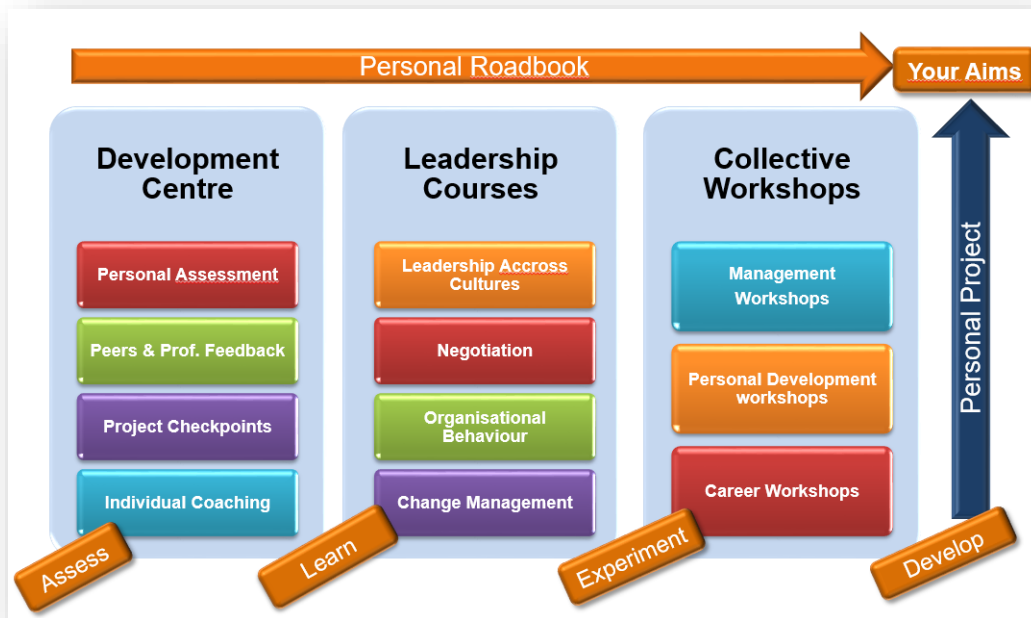 Personal Roadbook
Your Aims
Development
Centre
Personal Assessment
Peers & Prof. Feedback
Project Checkpoints
Individual Coaching
Assess
Leadership
Courses
Leadership Accross
Cultures
Negotiation
Organisational
Behaviour
Change Management
Learn
Collective
Workshops
Management
Workshops
Personal Development
workshops
Career Workshops
Experiment
Personal Project
Develop